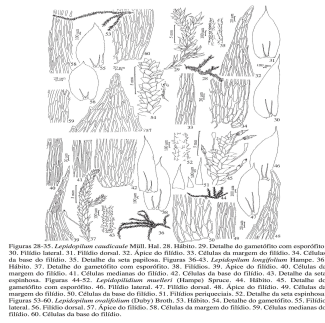 Figuras 28-35. Lepidopilum caudicaule Müll. Hal. 28. Hábito. 29. Detalhe do gametófito com esporófito.
30. Filídio lateral. 31. Filídio dorsal. 32. Ápice do filídio. 33. Células da margem do filídio. 34. Células
da base do filídio. 35. Detalhe da seta papilosa. Figuras 36-43. Lepidopilum longifolium Hampe. 36.
Hábito. 37. Detalhe do gametófito com esporófito. 38. Filídios. 39. Ápice do filídio. 40. Células da
margem do filídio. 41. Células medianas do filídio. 42. Células da base do filídio. 43. Detalhe da seta
espinhosa. Figuras 44-52. Lepidopilidium muelleri (Hampe) Spruce. 44. Hábito. 45. Detalhe do
gametófito com esporófito. 46. Filídio lateral. 47. Filídio dorsal. 48. Ápice do filídio. 49. Células da
margem do filídio. 50. Células da base do filídio. 51. Filídios periqueciais. 52. Detalhe da seta espinhosa.
Figuras 53-60. Lepidopilum ovalifolium (Duby) Broth. 53. Hábito. 54. Detalhe do gametófito. 55. Filídio
lateral. 56. Filídio dorsal. 57. Ápice do filídio. 58. Células da margem do filídio. 59. Células medianas do
filídio. 60. Células da base do filídio.